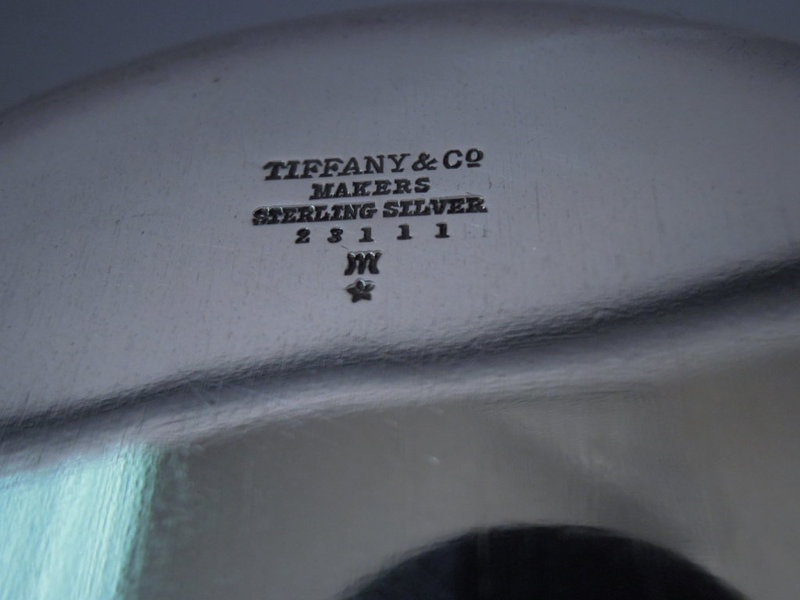 TIFFANY & Co
MAKERS
STERLING SILVER
23111
M